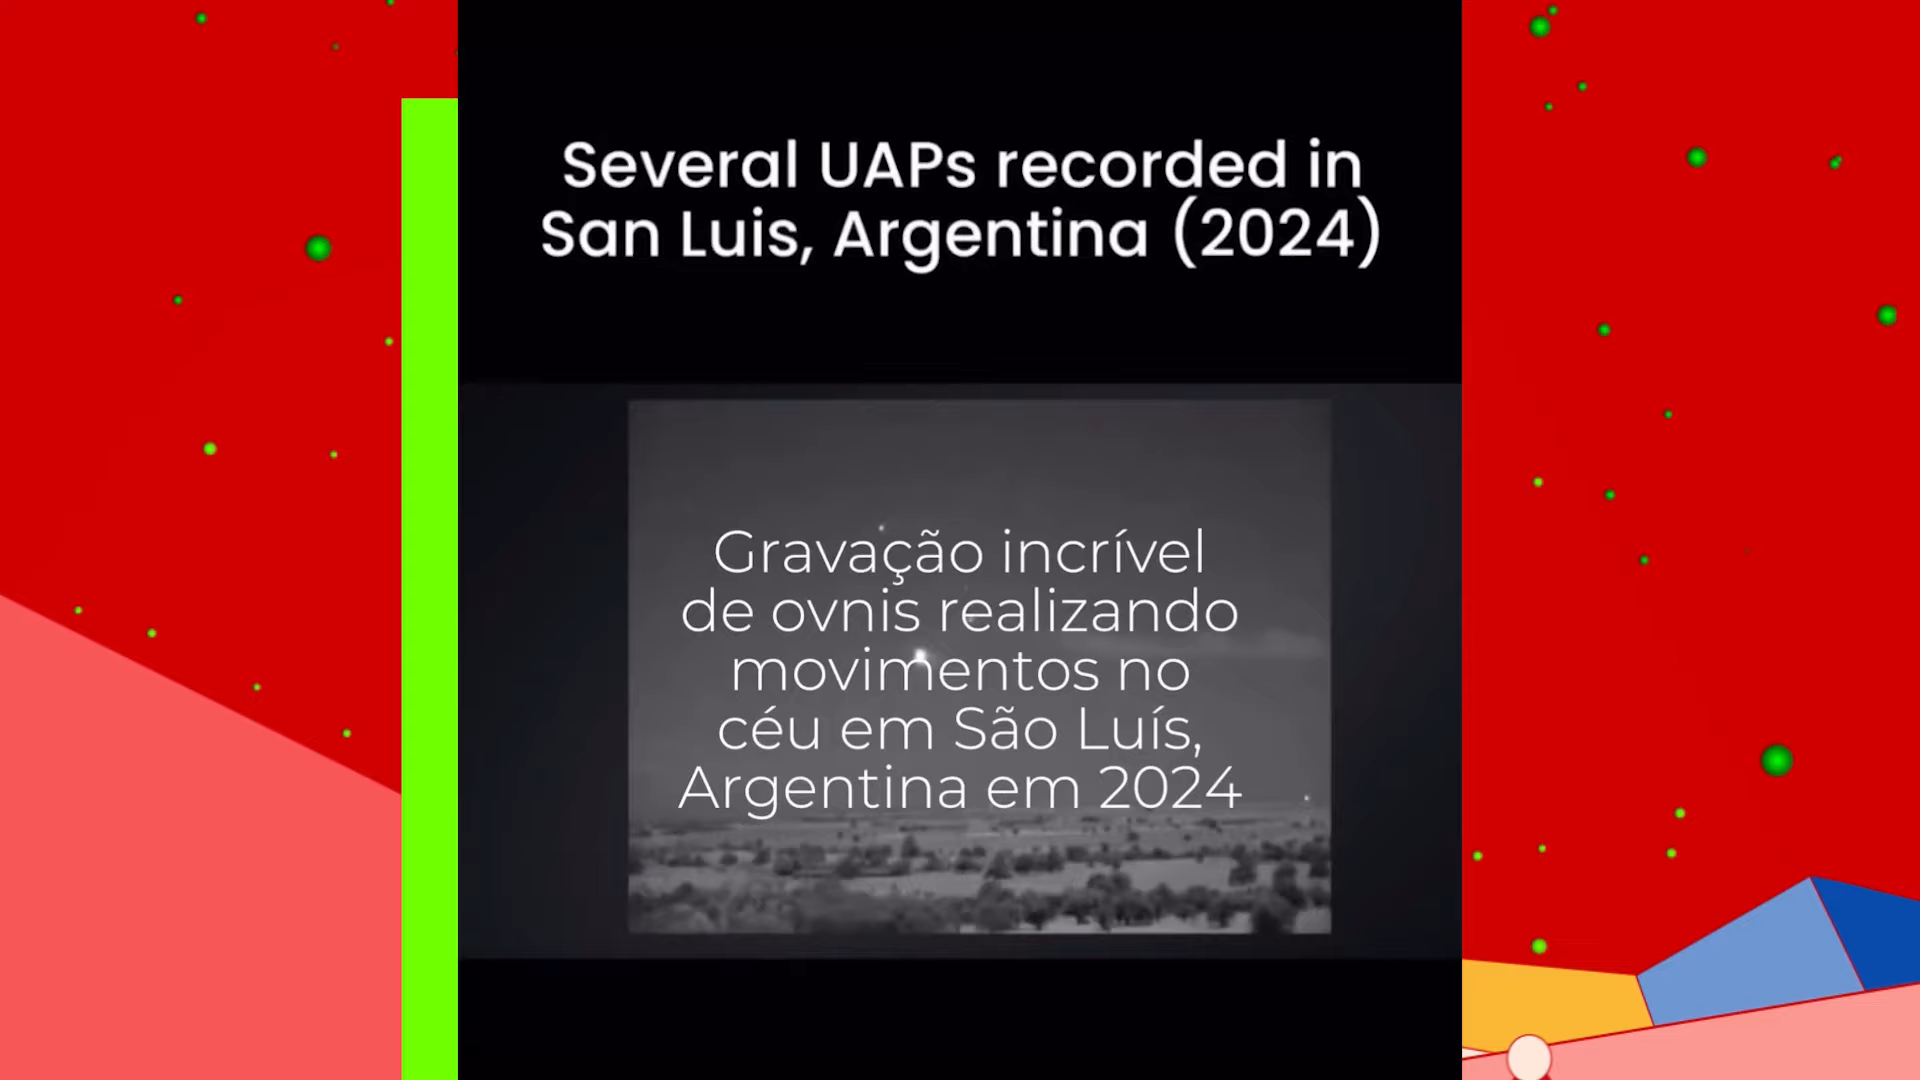 Several UAPs recorded in
San Luis, Argentina (2024)
Gravação incrível
de ovnis realizando
movimentos no
céu em São Luís,
Argentina em 2024